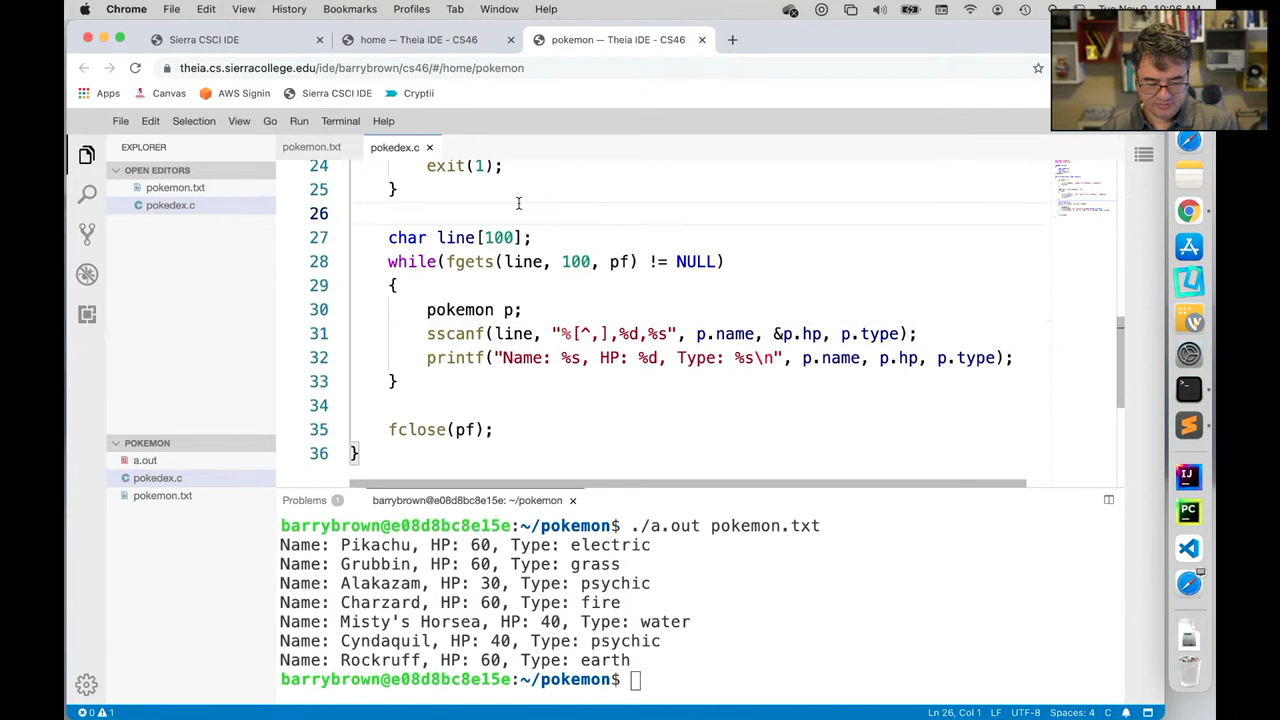 Chrome File Edit View History Bookmarks Profiles Tab Window Help
Tue Nov 9 10:06 AM
Sierra CSCI IDE
pokemon — Theia IDE - CS46
theia.cs.sierracollege.edu/ide/barrybrown/cs46/#/home/pokemon
Apps Canvas AWS Signin Sierra CSCI IDE Cryptii
File Edit Selection View Go Run Terminal Help
EXPLORER
pokemon.txt pokedex.c
OPEN EDITORS
pokemon.txt
pokedex.c
24 exit(1);
25 }
26
27 char line[100];
28 while(fgets(line, 100, pf) != NULL)
29 {
30 pokemon p;
31 sscanf(line, "%[^,],%d,%s", p.name, &p.hp, p.type);
32 printf("Name: %s, HP: %d, Type: %s\n", p.name, p.hp, p.type);
33 }
34
35 fclose(pf);
36 }
POKEMON
a.out
pokedex.c
pokemon.txt
Problems 1 barrybrown@e08d8bc8e15e: ~/pokemon
barrybrown@e08d8bc8e15e:~/pokemon$ ./a.out pokemon.txt
Name: Pikachu, HP: 60, Type: electric
Name: Grubbin, HP: 60, Type: grass
Name: Alakazam, HP: 30, Type: psychic
Name: Charzard, HP: 60, Type: fire
Name: Misty's Horsea, HP: 40, Type: water
Name: Cyndaquil, HP: 40, Type: psychic
Name: Rockruff, HP: 60, Type: earth
barrybrown@e08d8bc8e15e:~/pokemon$
0 1 Ln 26, Col 1 LF UTF-8 Spaces: 4 C